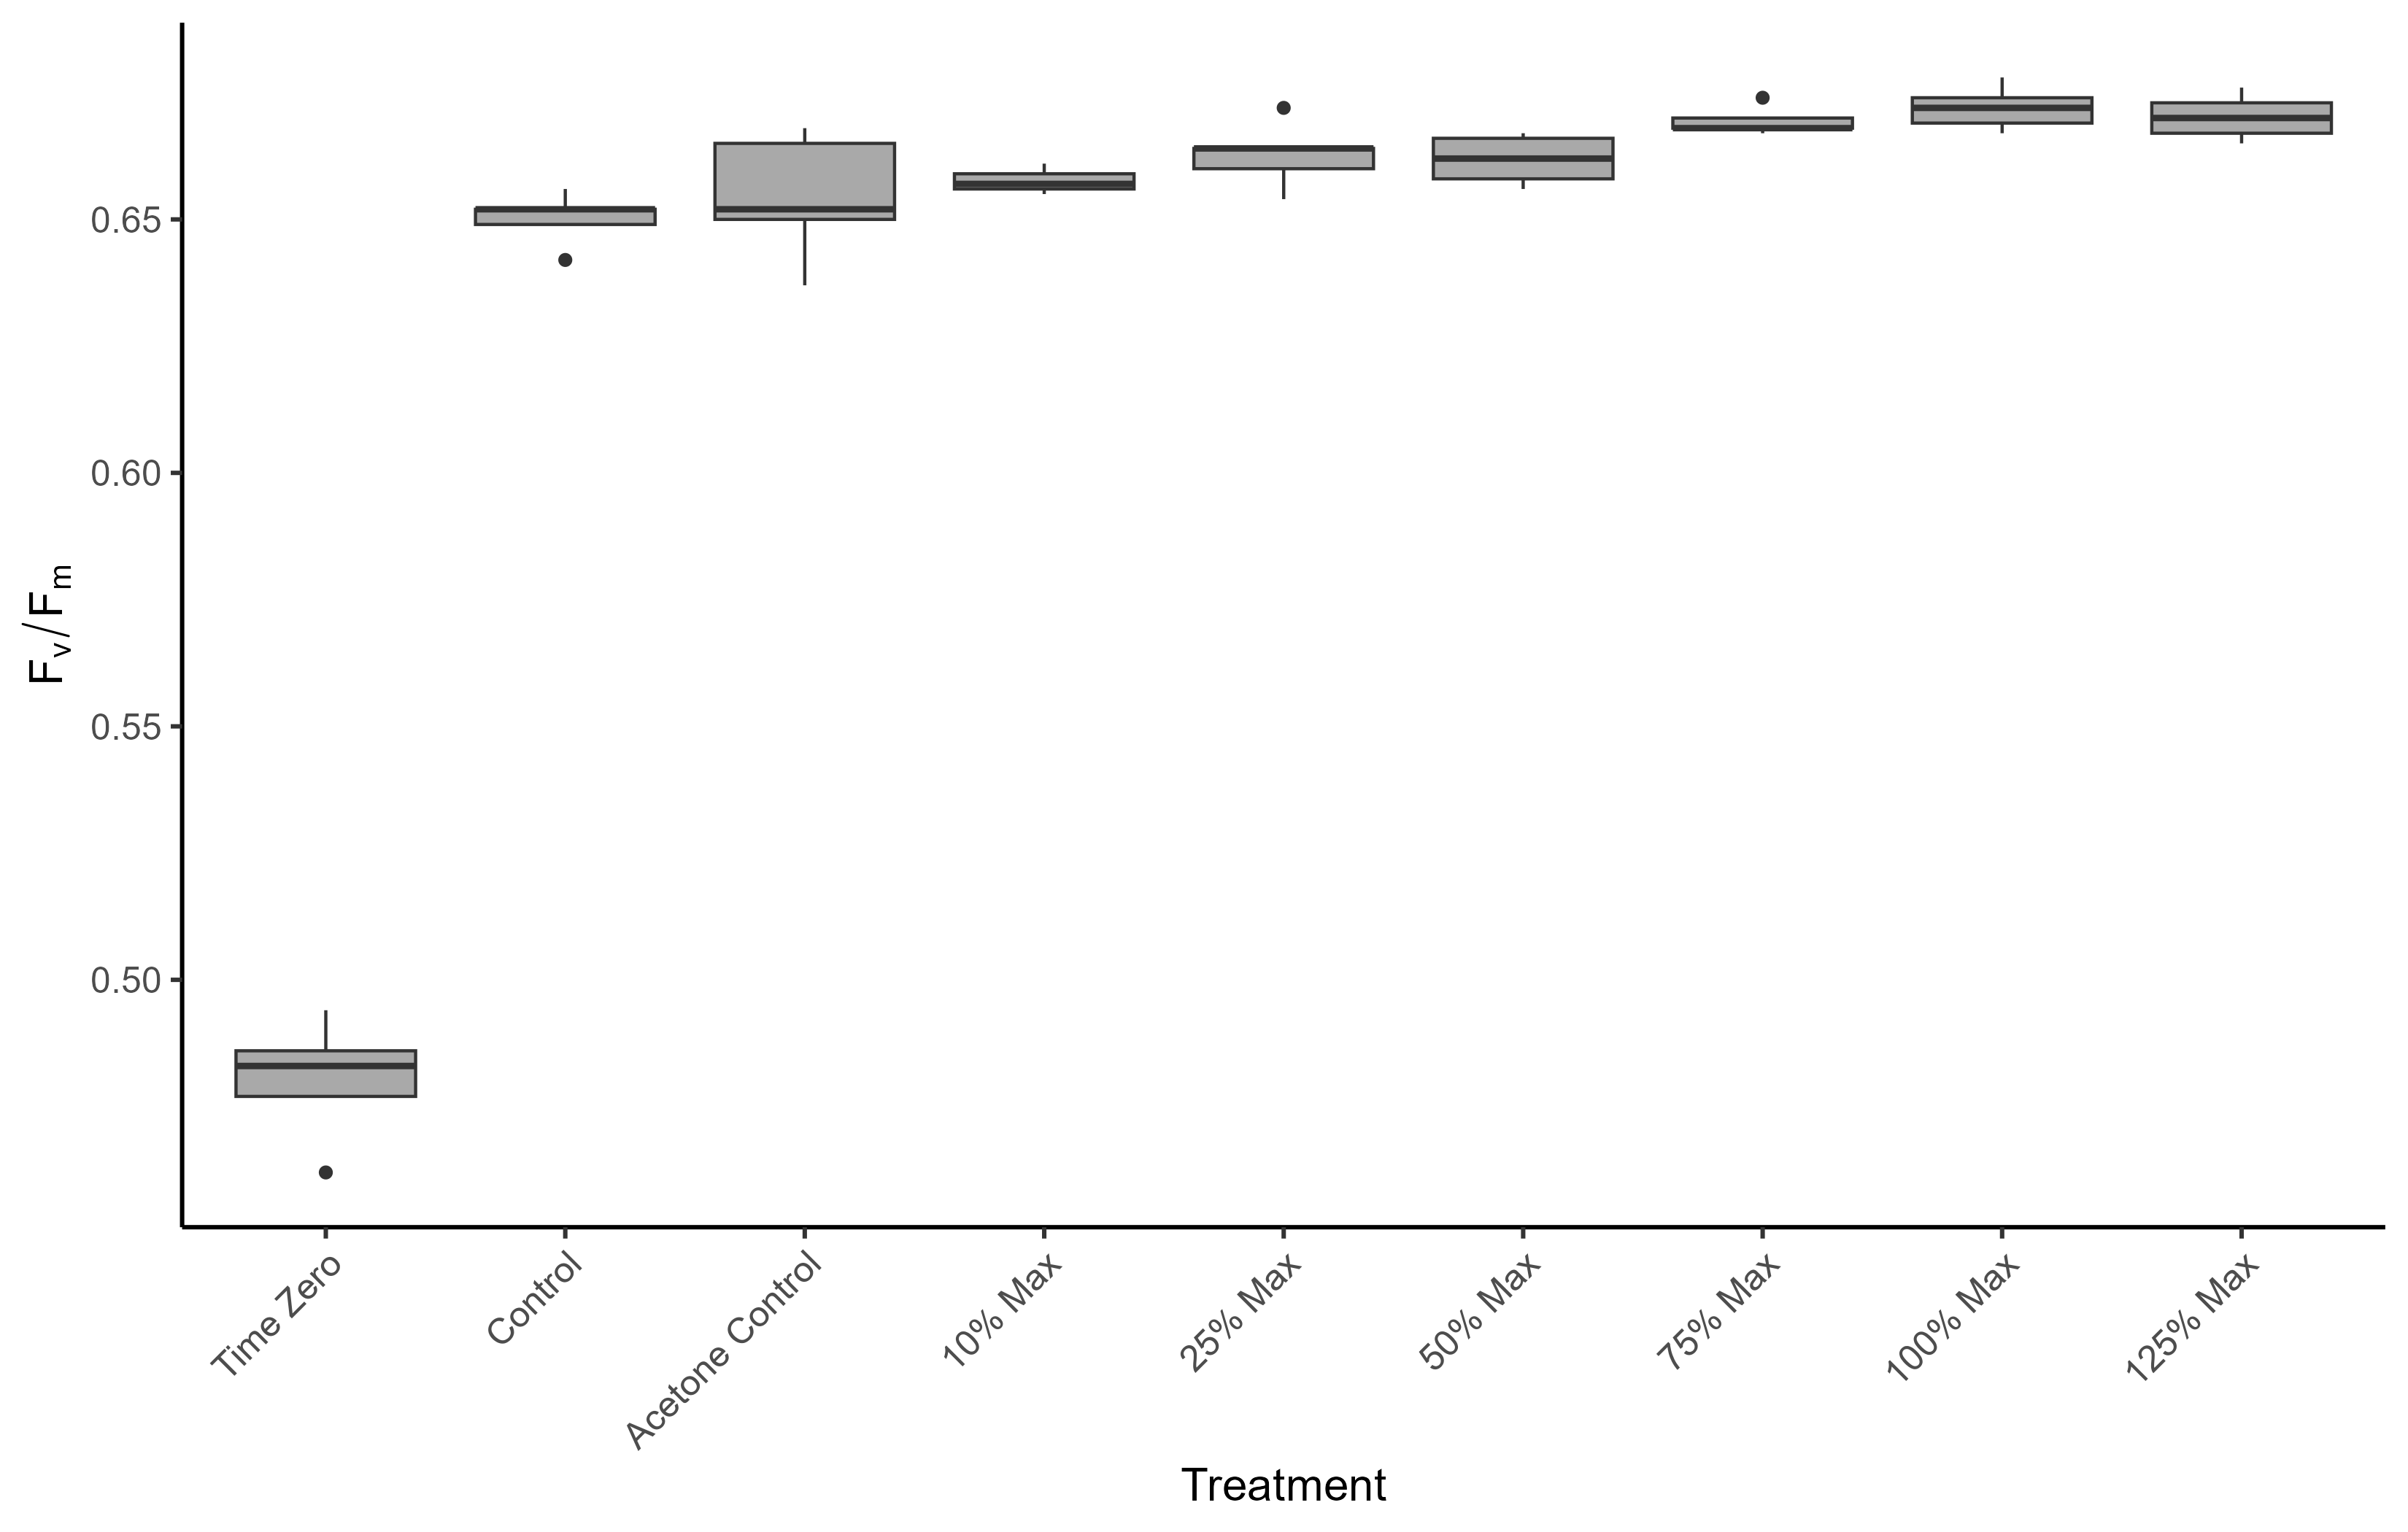 0.65
0.60
0.55
0.50
Fv/Fm
Time Zero
Control
Acetone Control
10% Max
25% Max
50% Max
75% Max
100% Max
125% Max
Treatment